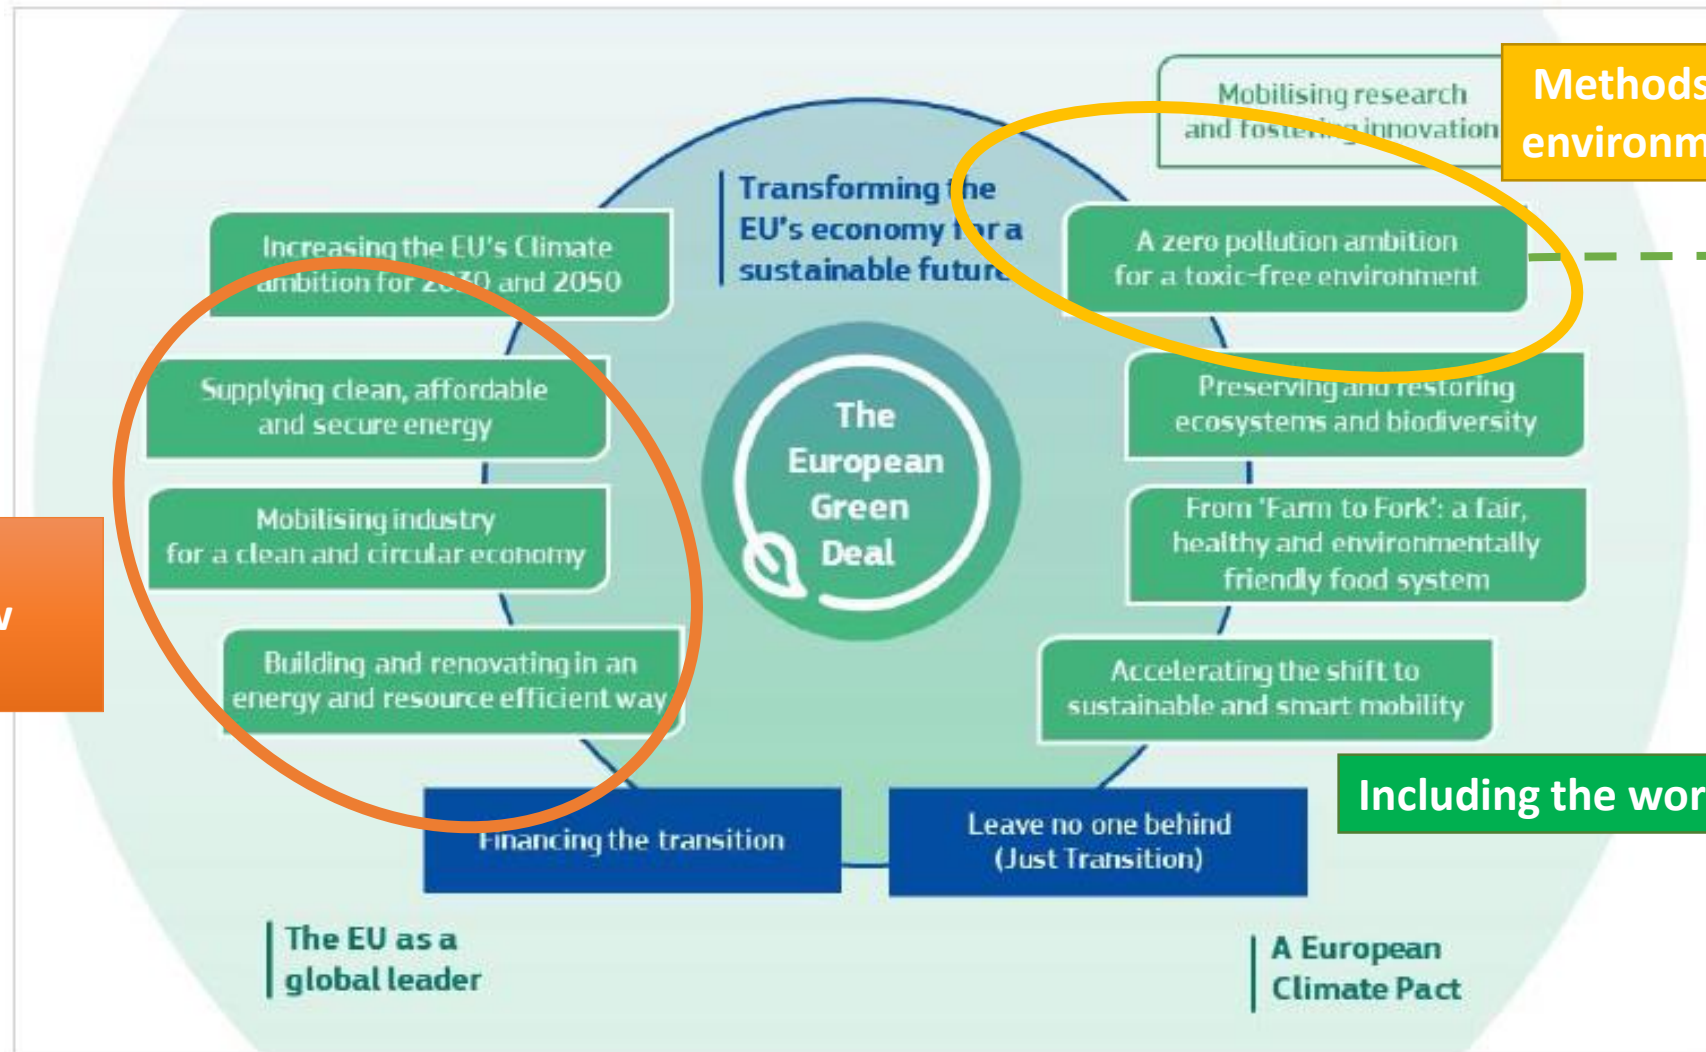 Mobilising research
and fostering innovation
Methods
Transforming the
EU's economy for a
sustainable future
Increasing the EU's Climate
ambition for 2030 and 2050
A zero pollution ambition
for a toxic-free environment
Supplying clean, affordable
and secure energy
Preserving and restoring
ecosystems and biodiversity
The
European
Green
Deal
Mobilising industry
for a clean and circular economy
From 'Farm to Fork': a fair,
healthy and environmentally
friendly food system
Building and renovating in an
energy and resource efficient way
Accelerating the shift to
sustainable and smart mobility
Including the
Financing the transition
Leave no one behind
(Just Transition)
The EU as a
global leader
A European
Climate Pact